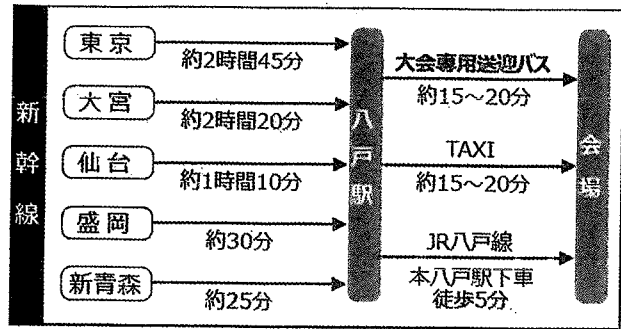 新幹線
東京
約2時間45分
大宮
約2時間20分
仙台
約1時間10分
盛岡
約30分
新青森
約25分
八戸駅
大会専用送迎バス
約15～20分
TAXI
約15～20分
JR八戸線
本八戸駅下車
徒歩5分
会場